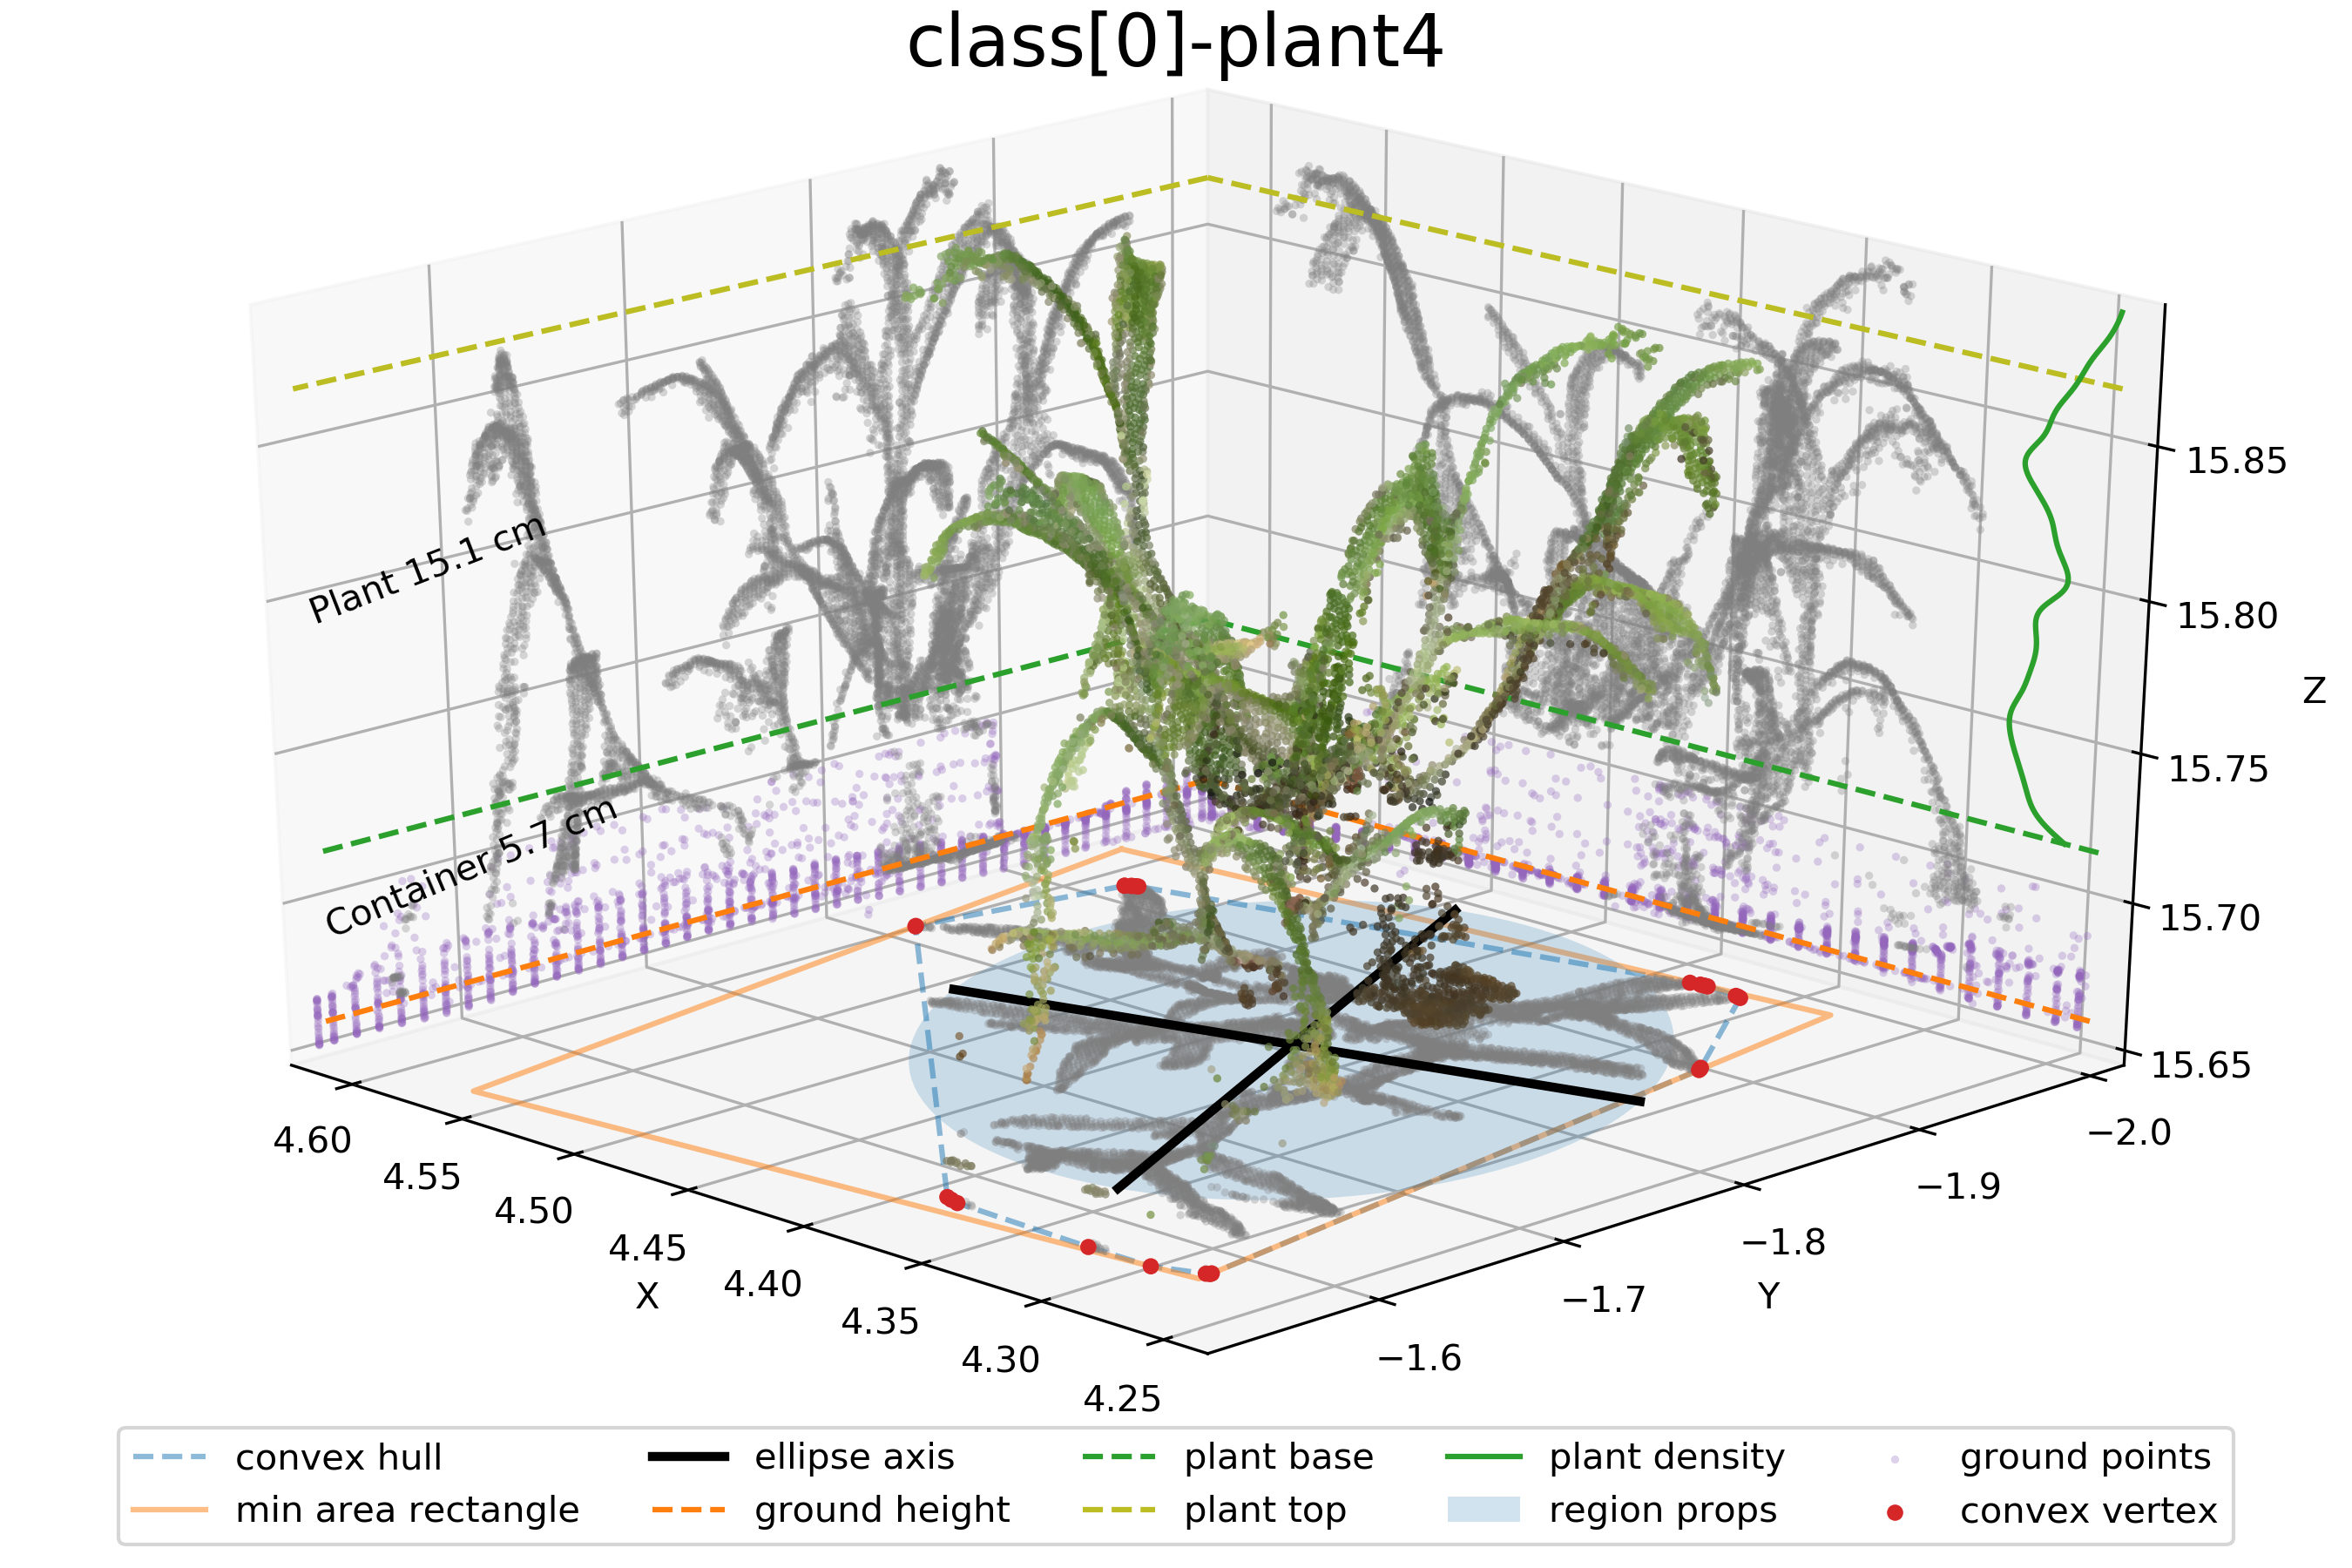 class[0]-plant4
Plant 15.1 cm
Container 5.7 cm
15.85
15.80
15.75
15.70
15.65
Z
4.60
4.55
4.50
4.45
4.40
4.35
4.30
4.25
X
−2.0
−1.9
−1.8
−1.7
−1.6
Y
convex hull
min area rectangle
ellipse axis
ground height
plant base
plant top
plant density
region props
ground points
convex vertex